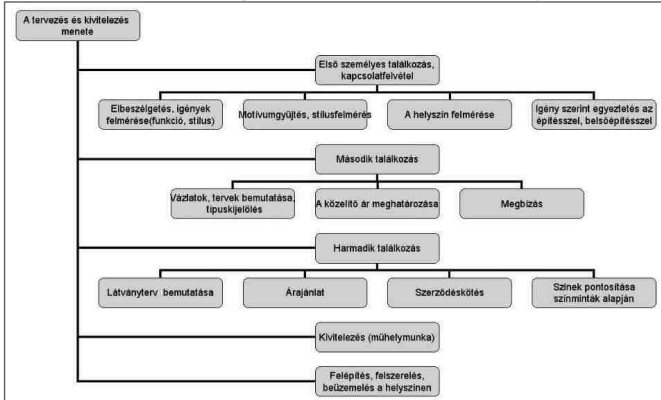 A tervezés és kivitelezés
menete
Első személyes találkozás,
kapcsolatfelvétel
Elbeszélgetés, igények
felmérése(funkció, stílus)
Motívumgyűjtés, stílusfelmérés
A helyszín felmérése
Igény szerint egyeztetés az
építésszel, belsőépítésszel
Második találkozás
Vázlatok, tervek bemutatása,
típuskijelölés
A közelítő ár meghatározása
Megbízás
Harmadik találkozás
Látványterv bemutatása
Árajánlat
Szerződéskötés
Színek pontosítása
színminták alapján
Kivitelezés (műhelymunka)
Felépítés, felszerelés,
beüzemelés a helyszínen